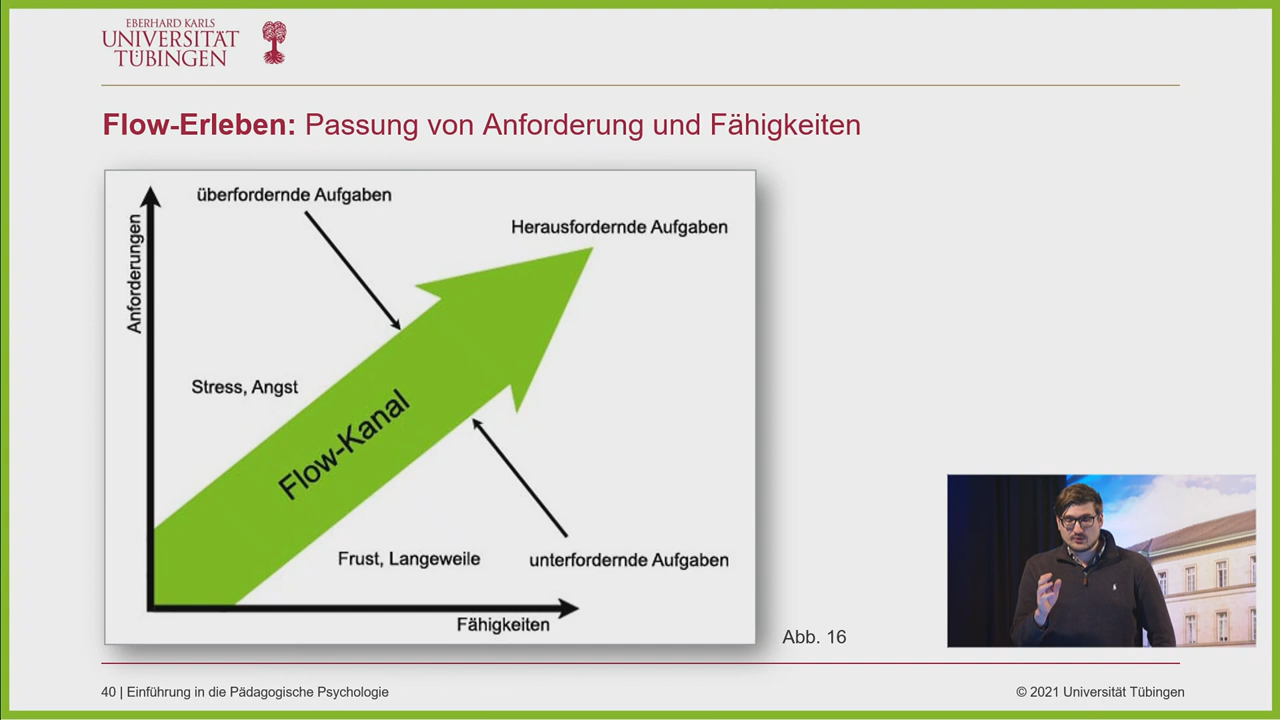 EBERHARD KARLS
UNIVERSITÄT
TÜBINGEN
Flow-Erleben: Passung von Anforderung und Fähigkeiten
überfordernde Aufgaben
Herausfordernde Aufgaben
Anforderungen
Stress, Angst
Flow-Kanal
Frust, Langeweile
unterfordernde Aufgaben
Fähigkeiten
Abb. 16
40 | Einführung in die Pädagogische Psychologie
© 2021 Universität Tübingen